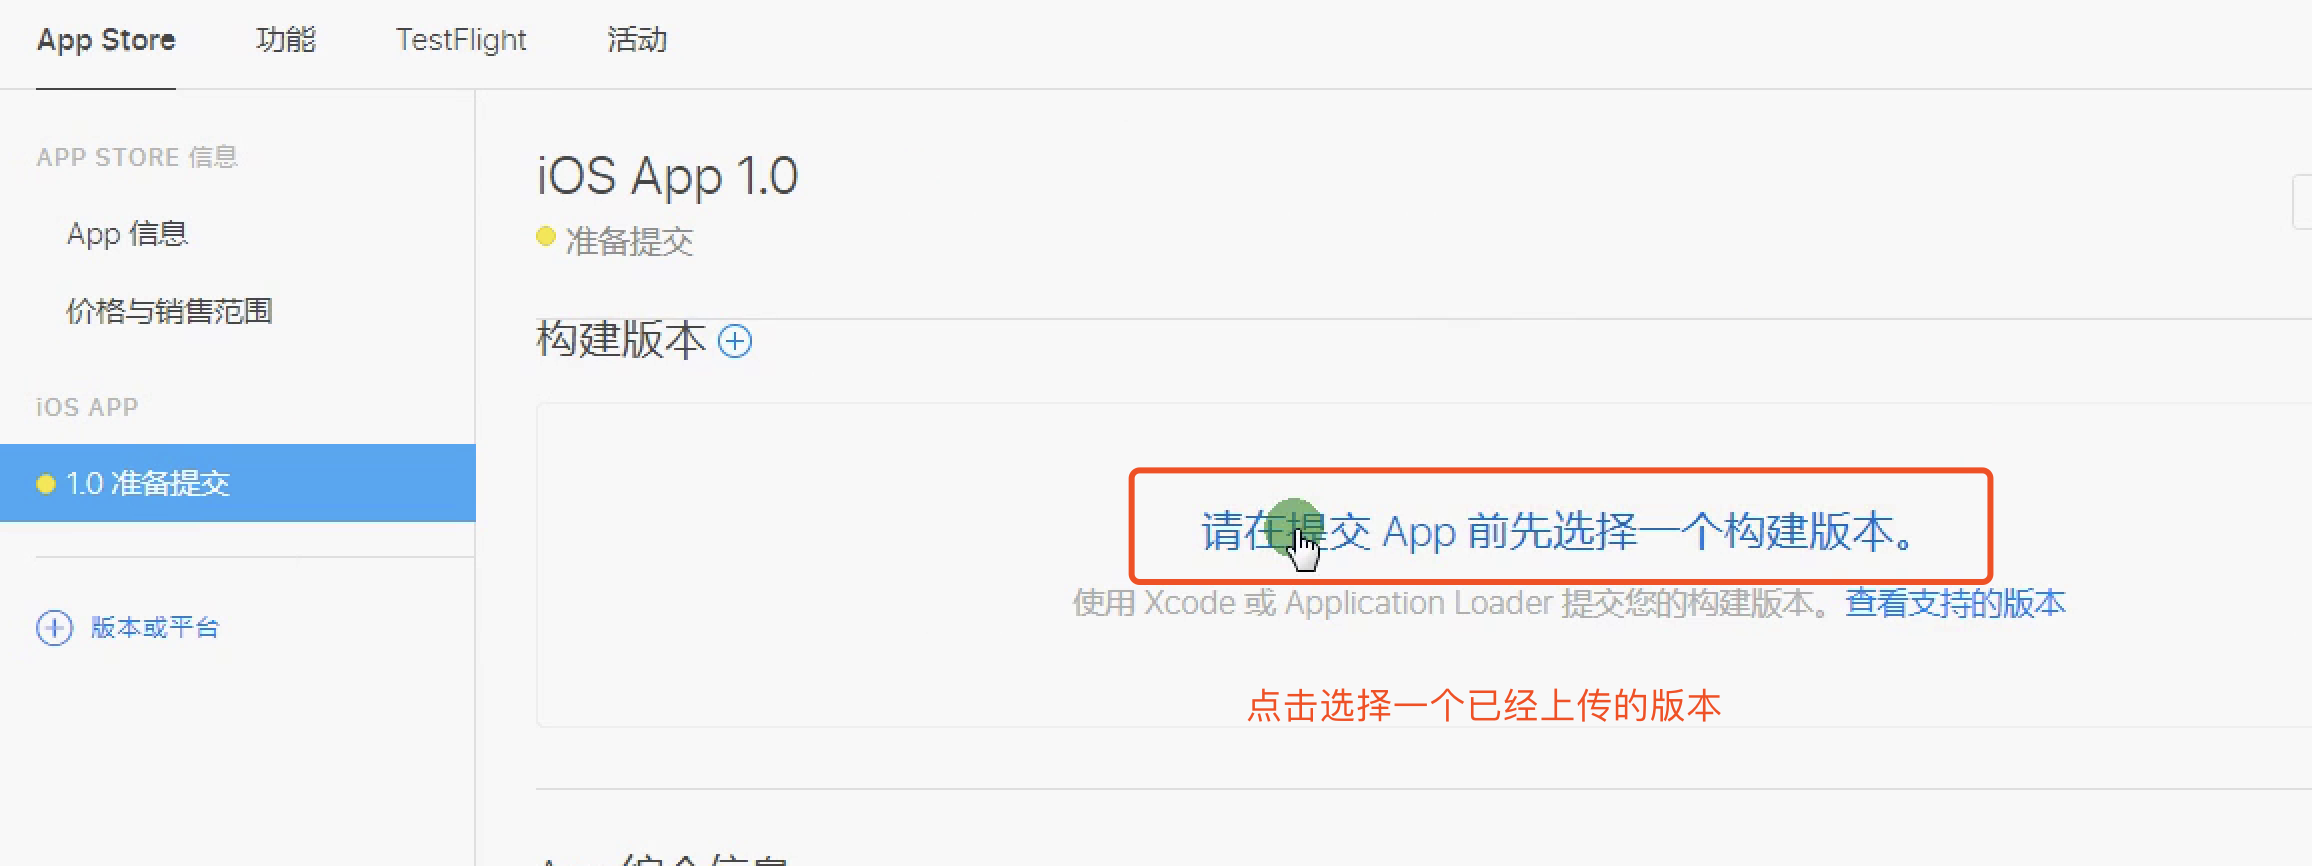 App Store 功能 TestFlight 活动
APP STORE 信息
App 信息
价格与销售范围
iOS APP
1.0 准备提交
版本或平台
iOS App 1.0
准备提交
构建版本
请在提交 App 前先选择一个构建版本。
使用 Xcode 或 Application Loader 提交您的构建版本。查看支持的版本
点击选择一个已经上传的版本
App 综合信息